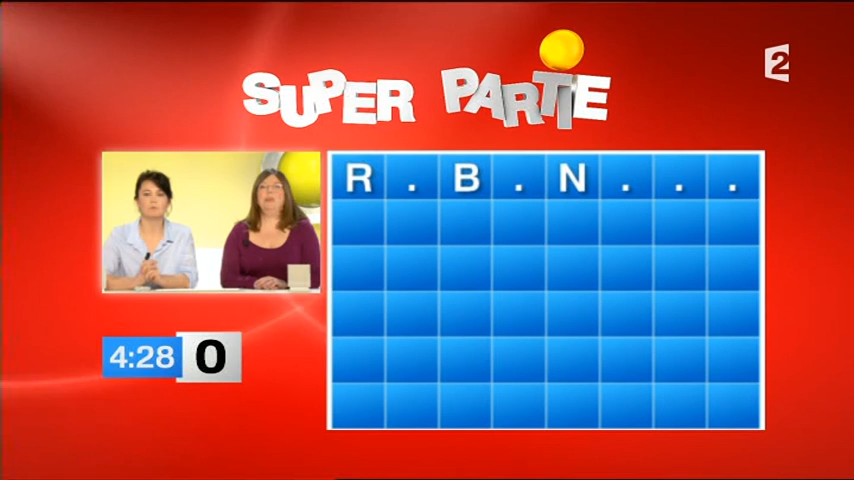 SUPER PARTIE
2
R . B . N . . .
4:28 0